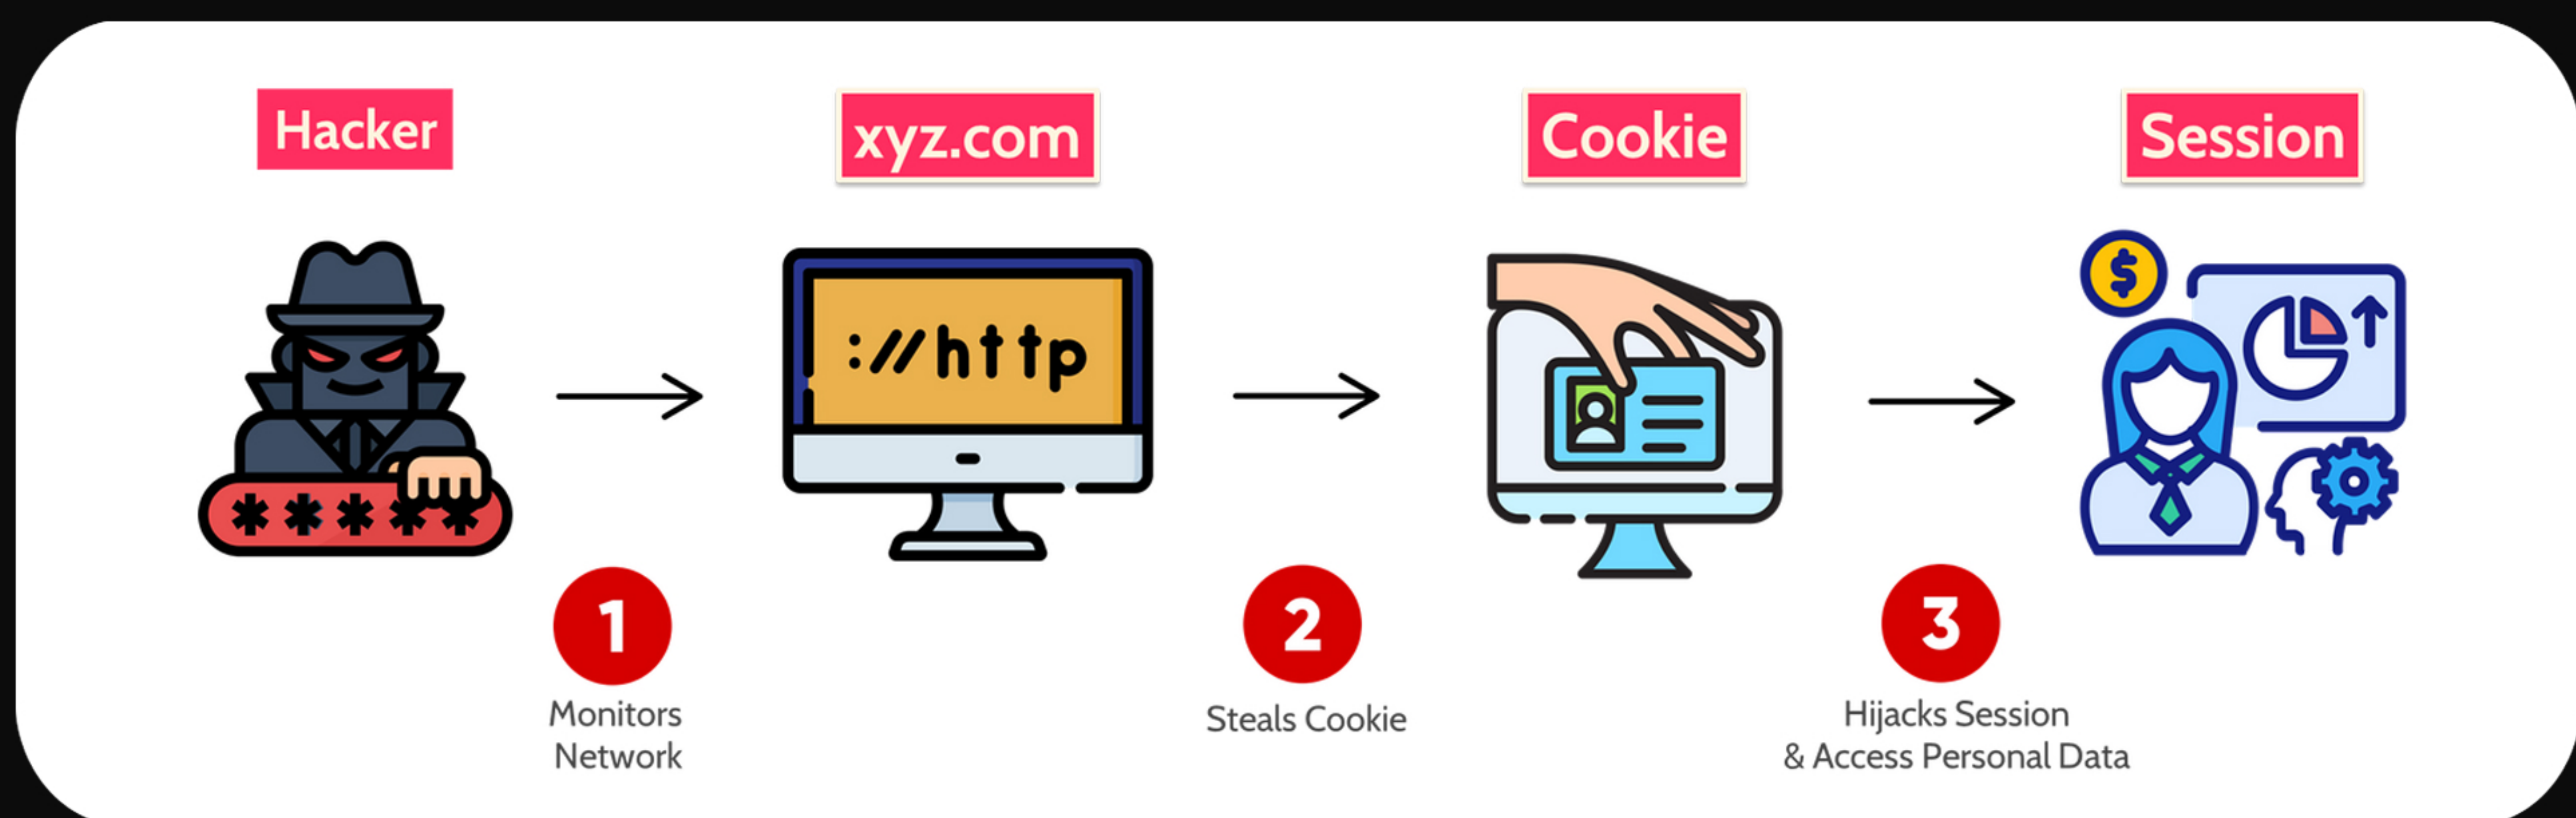 Hacker
xyz.com
Cookie
Session
://http
*****
1
Monitors
Network
2
Steals Cookie
3
Hijacks Session
& Access Personal Data
$